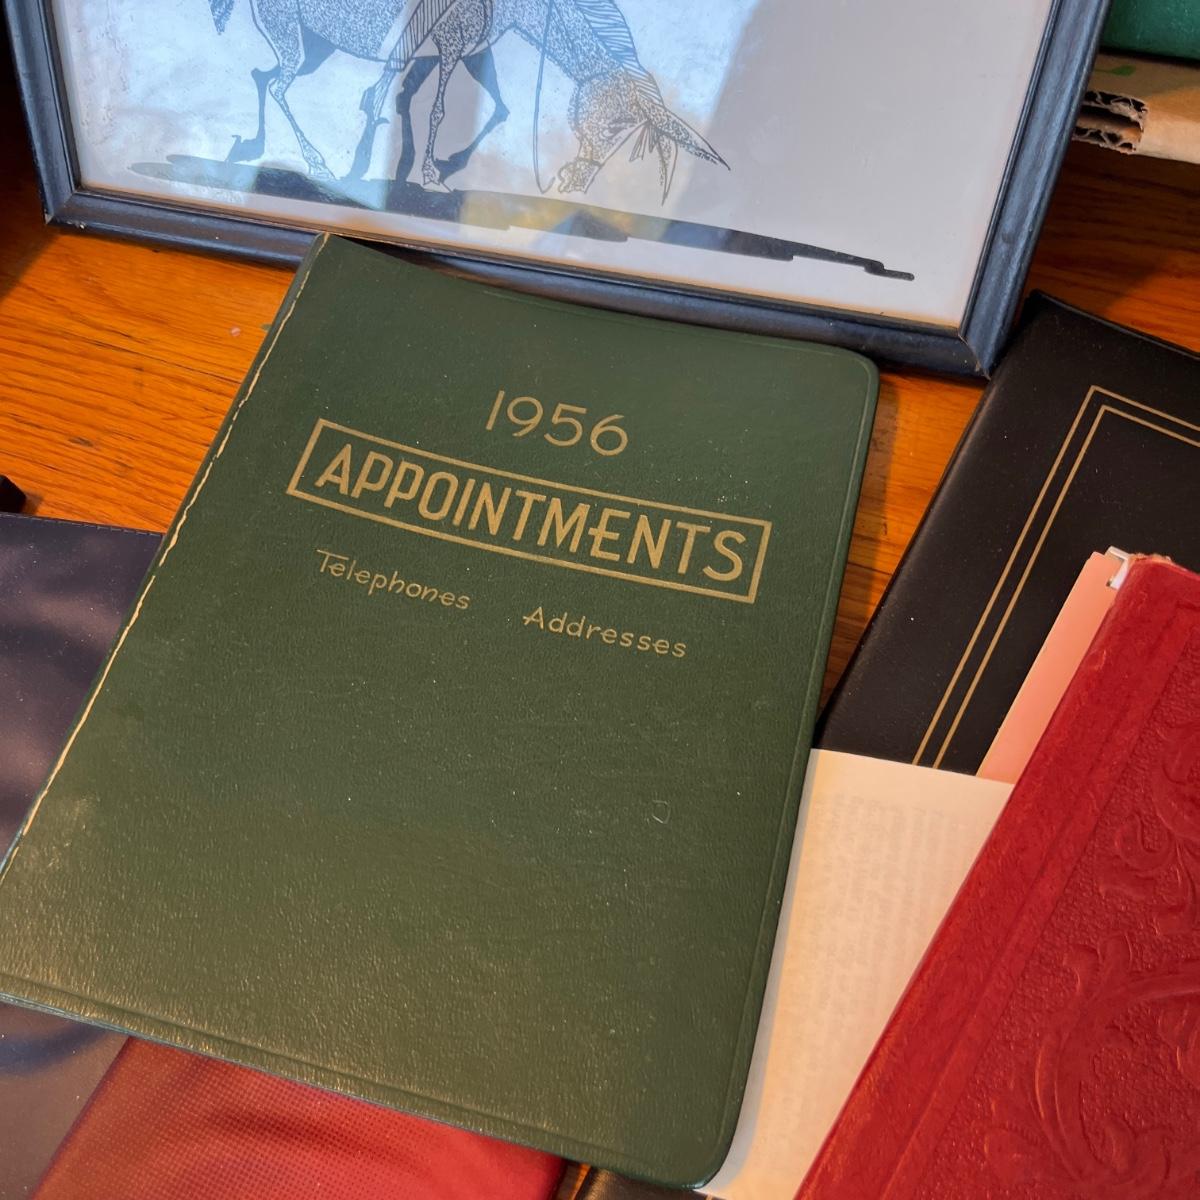 1956
APPOINTMENTS
Telephones Addresses